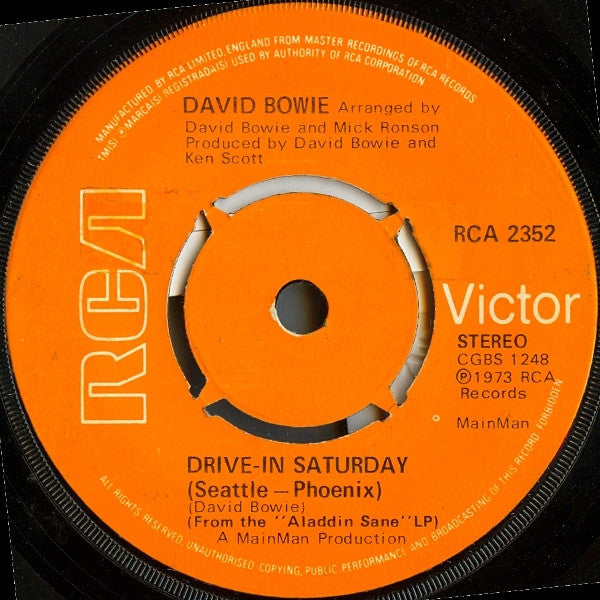 MANUFACTURED BY RCA LIMITED, ENGLAND FROM MASTER RECORDINGS OF RCA RECORDS
TM(S) ® MARCA(S) REGISTRADA(S) USED BY AUTHORITY OF RCA CORPORATION
DAVID BOWIE Arranged by
David Bowie and Mick Ronson
Produced by David Bowie and
Ken Scott
RCA
RCA 2352
Victor
STEREO
CGBS 1248
Ⓟ1973 RCA
Records
MainMan
DRIVE-IN SATURDAY
(Seattle – Phoenix)
(David Bowie)
(From the "Aladdin Sane" LP)
A MainMan Production
ALL RIGHTS RESERVED. UNAUTHORISED COPYING, PUBLIC PERFORMANCE AND BROADCASTING OF THIS RECORD FORBIDDEN